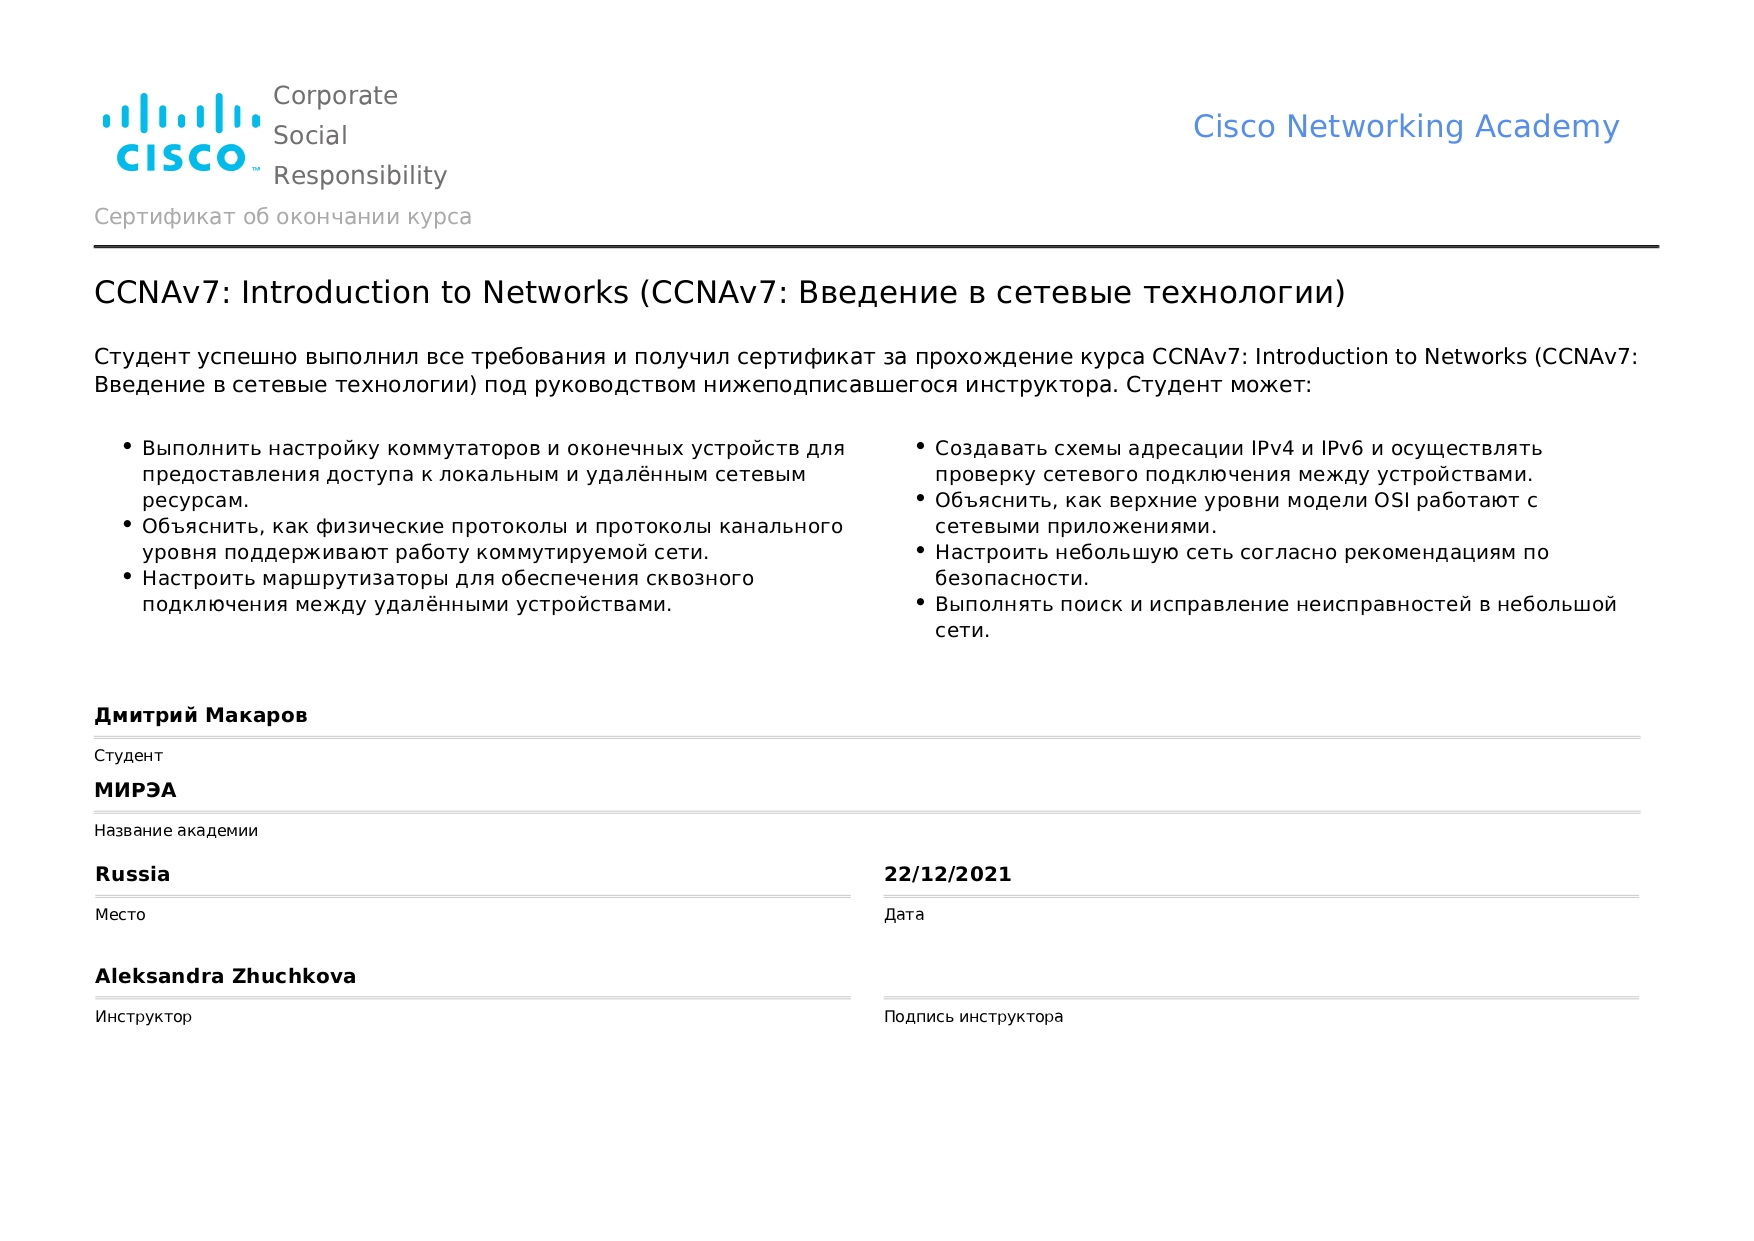 CISCO™
Corporate
Social
Responsibility
Cisco Networking Academy
Сертификат об окончании курса
CCNAv7: Introduction to Networks (CCNAv7: Введение в сетевые технологии)
Студент успешно выполнил все требования и получил сертификат за прохождение курса CCNAv7: Introduction to Networks (CCNAv7:
Введение в сетевые технологии) под руководством нижеподписавшегося инструктора. Студент может:
• Выполнить настройку коммутаторов и оконечных устройств для
предоставления доступа к локальным и удалённым сетевым
ресурсам.
• Объяснить, как физические протоколы и протоколы канального
уровня поддерживают работу коммутируемой сети.
• Настроить маршрутизаторы для обеспечения сквозного
подключения между удалёнными устройствами.
• Создавать схемы адресации IPv4 и IPv6 и осуществлять
проверку сетевого подключения между устройствами.
• Объяснить, как верхние уровни модели OSI работают с
сетевыми приложениями.
• Настроить небольшую сеть согласно рекомендациям по
безопасности.
• Выполнять поиск и исправление неисправностей в небольшой
сети.
Дмитрий Макаров
Студент
МИРЭА
Название академии
Russia
Место
22/12/2021
Дата
Aleksandra Zhuchkova
Инструктор
Подпись инструктора